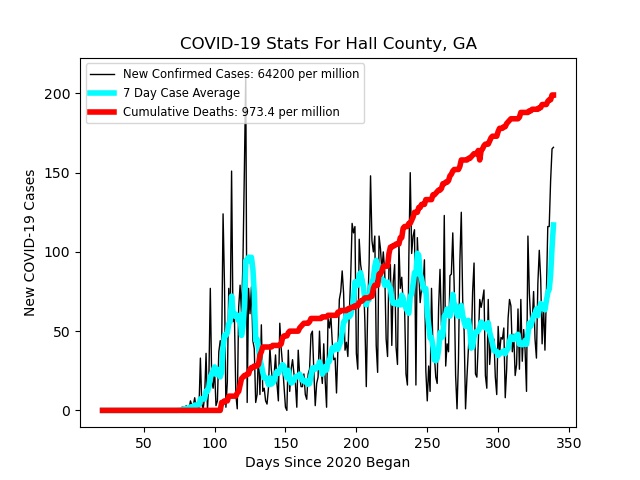 COVID-19 Stats For Hall County, GA
New Confirmed Cases: 64200 per million
7 Day Case Average
Cumulative Deaths: 973.4 per million
New COVID-19 Cases
200
150
100
50
0
50
100
150
200
250
300
350
Days Since 2020 Began